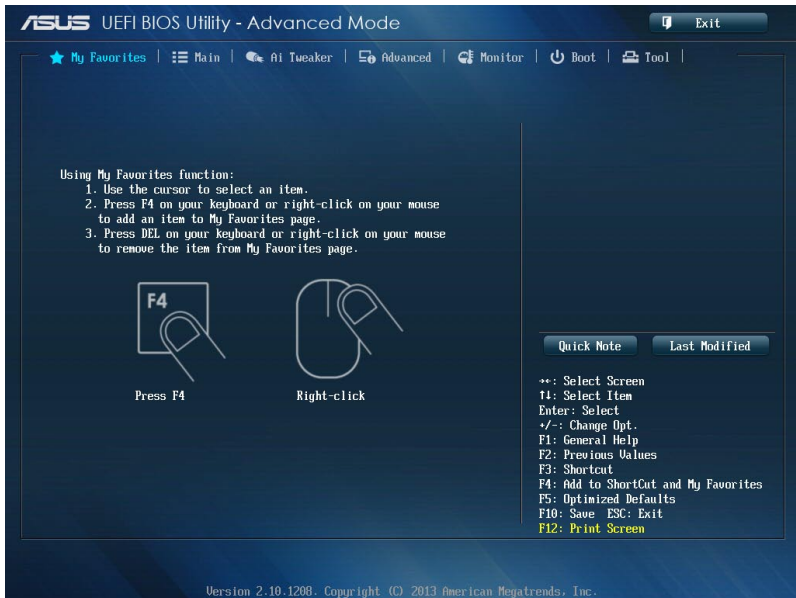 ASUS UEFI BIOS Utility - Advanced Mode
Exit
My Favorites | Main | Ai Tweaker | Advanced | Monitor | Boot | Tool |
Using My Favorites function:
1. Use the cursor to select an item.
2. Press F4 on your keyboard or right-click on your mouse
to add an item to My Favorites page.
3. Press DEL on your keyboard or right-click on your mouse
to remove the item from My Favorites page.
F4
Press F4
Right-click
Quick Note
Last Modified
→←: Select Screen
↑↓: Select Item
Enter: Select
+/-: Change Opt.
F1: General Help
F2: Previous Values
F3: Shortcut
F4: Add to ShortCut and My Favorites
F5: Optimized Defaults
F10: Save ESC: Exit
F12: Print Screen
Version 2.10.1208. Copyright (C) 2013 American Megatrends, Inc.